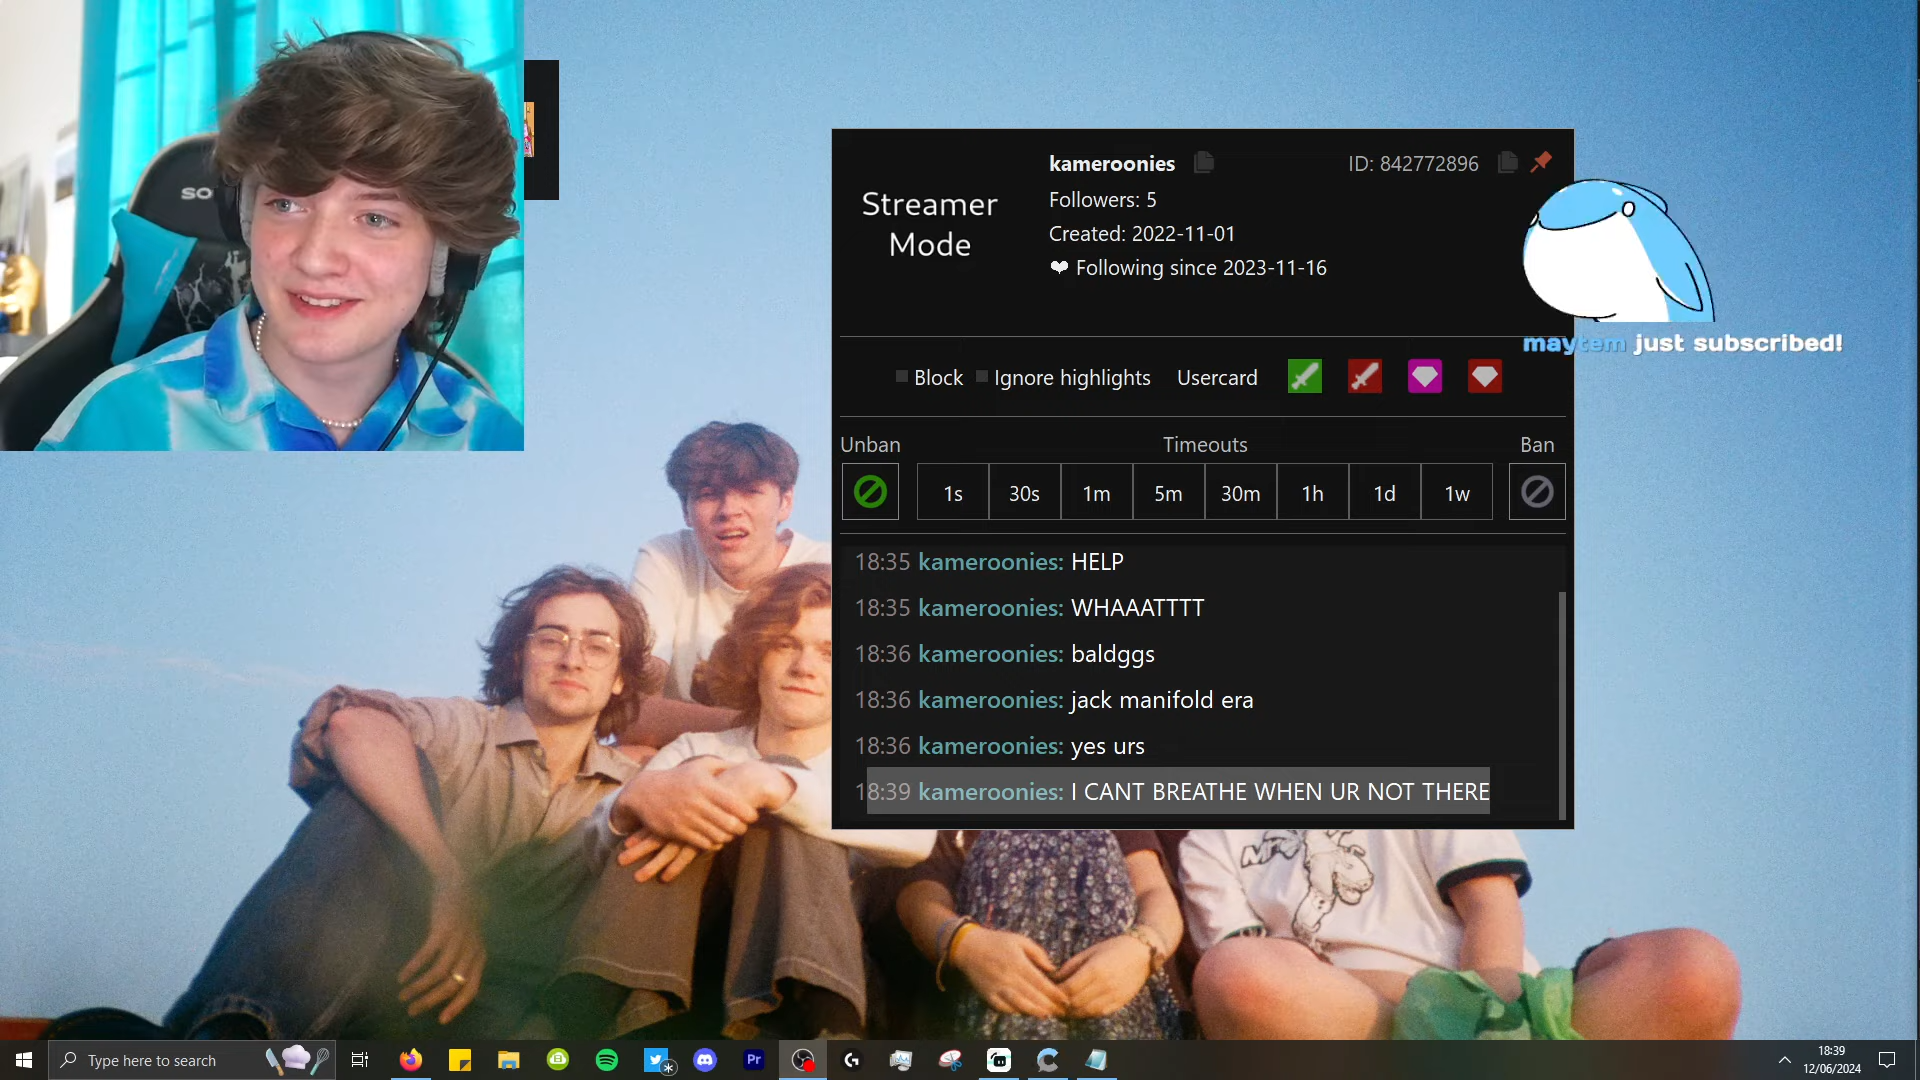 SO
kameroonies
ID: 842772896
Streamer
Mode
Followers: 5
Created: 2022-11-01
Following since 2023-11-16
maytem just subscribed!
Block
Ignore highlights
Usercard
Unban
Timeouts
Ban
1s
30s
1m
5m
30m
1h
1d
1w
18:35 kameroonies: HELP
18:35 kameroonies: WHAAATTTT
18:36 kameroonies: baldggs
18:36 kameroonies: jack manifold era
18:36 kameroonies: yes urs
18:39 kameroonies: I CANT BREATHE WHEN UR NOT THERE
Type here to search
Pr
18:39
12/06/2024